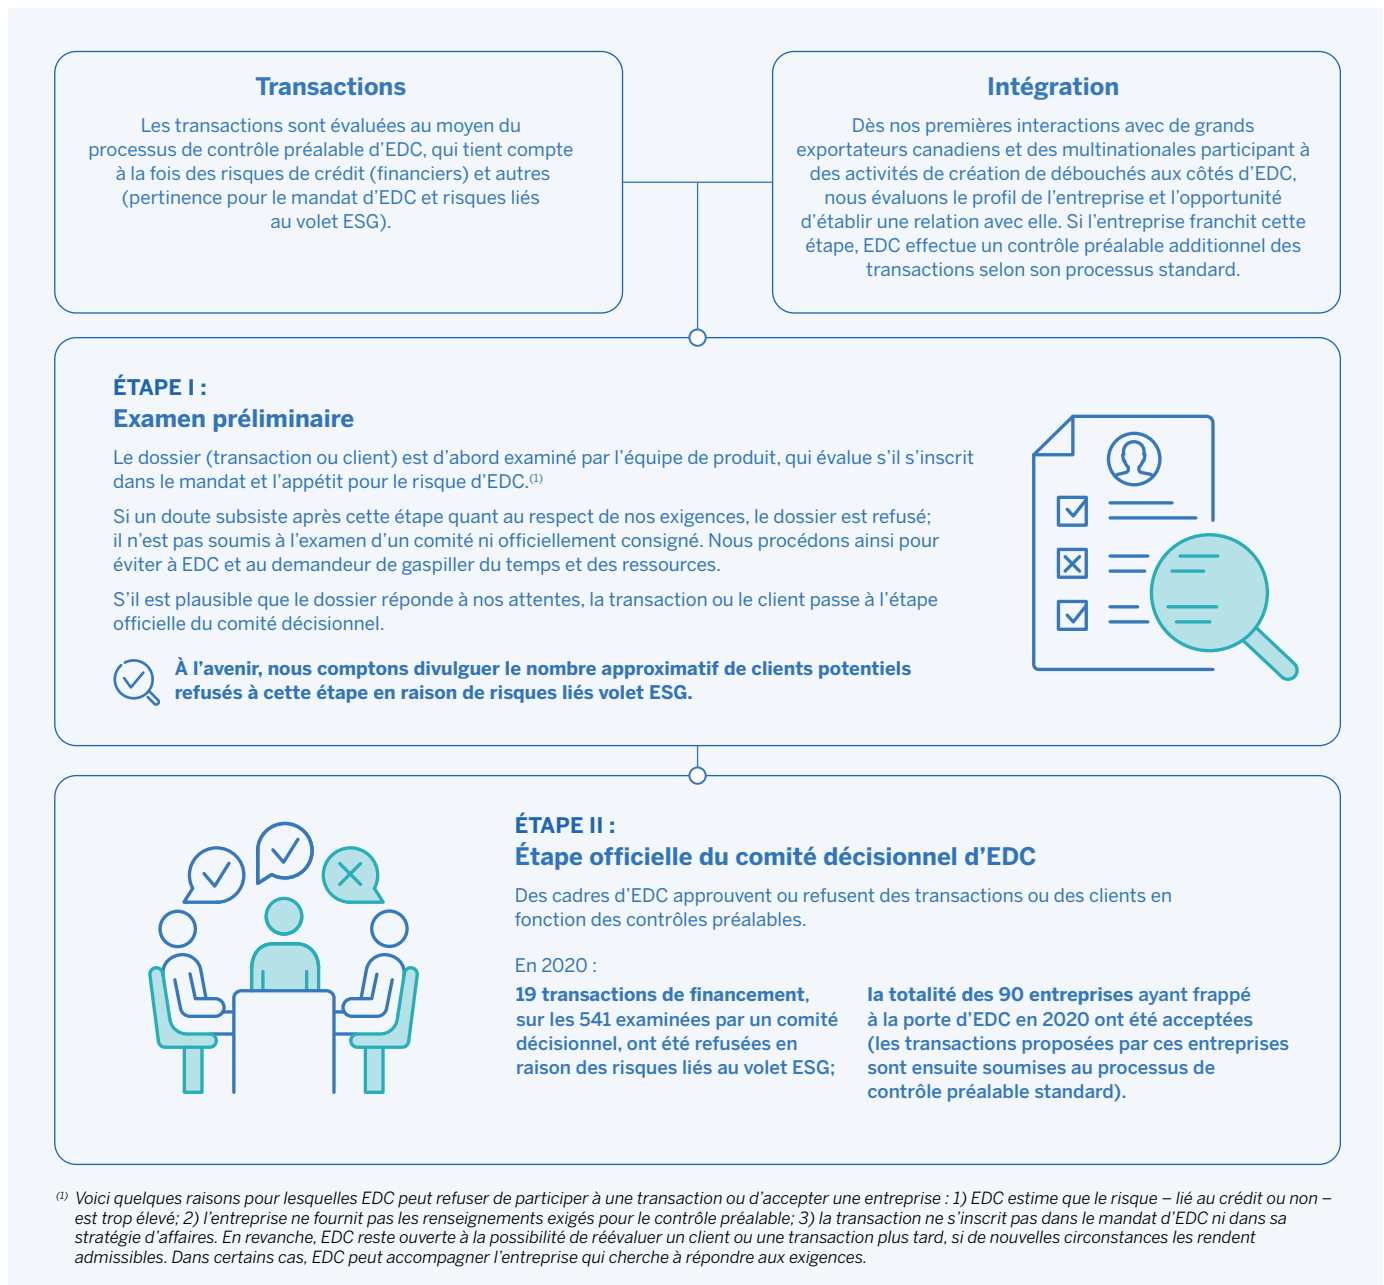 Transactions
Les transactions sont évaluées au moyen du
processus de contrôle préalable d’EDC, qui tient compte
à la fois des risques de crédit (financiers) et autres
(pertinence pour le mandat d’EDC et risques liés
au volet ESG).
Intégration
Dès nos premières interactions avec de grands
exportateurs canadiens et des multinationales participant à
des activités de création de débouchés aux côtés d’EDC,
nous évaluons le profil de l’entreprise et l’opportunité
d’établir une relation avec elle. Si l’entreprise franchit cette
étape, EDC effectue un contrôle préalable additionnel des
transactions selon son processus standard.
ÉTAPE I :
Examen préliminaire
Le dossier (transaction ou client) est d’abord examiné par l’équipe de produit, qui évalue s’il s’inscrit
dans le mandat et l’appétit pour le risque d’EDC.(1)
Si un doute subsiste après cette étape quant au respect de nos exigences, le dossier est refusé;
il n’est pas soumis à l’examen d’un comité ni officiellement consigné. Nous procédons ainsi pour
éviter à EDC et au demandeur de gaspiller du temps et des ressources.
S’il est plausible que le dossier réponde à nos attentes, la transaction ou le client passe à l’étape
officielle du comité décisionnel.
À l’avenir, nous comptons divulguer le nombre approximatif de clients potentiels
refusés à cette étape en raison de risques liés volet ESG.
ÉTAPE II :
Étape officielle du comité décisionnel d’EDC
Des cadres d’EDC approuvent ou refusent des transactions ou des clients en
fonction des contrôles préalables.
En 2020 :
19 transactions de financement,
sur les 541 examinées par un comité
décisionnel, ont été refusées en
raison des risques liés au volet ESG;
la totalité des 90 entreprises ayant frappé
à la porte d’EDC en 2020 ont été acceptées
(les transactions proposées par ces entreprises
sont ensuite soumises au processus de
contrôle préalable standard).
(1) Voici quelques raisons pour lesquelles EDC peut refuser de participer à une transaction ou d’accepter une entreprise : 1) EDC estime que le risque – lié au crédit ou non –
est trop élevé; 2) l’entreprise ne fournit pas les renseignements exigés pour le contrôle préalable; 3) la transaction ne s’inscrit pas dans le mandat d’EDC ni dans sa
stratégie d’affaires. En revanche, EDC reste ouverte à la possibilité de réévaluer un client ou une transaction plus tard, si de nouvelles circonstances les rendent
admissibles. Dans certains cas, EDC peut accompagner l’entreprise qui cherche à répondre aux exigences.